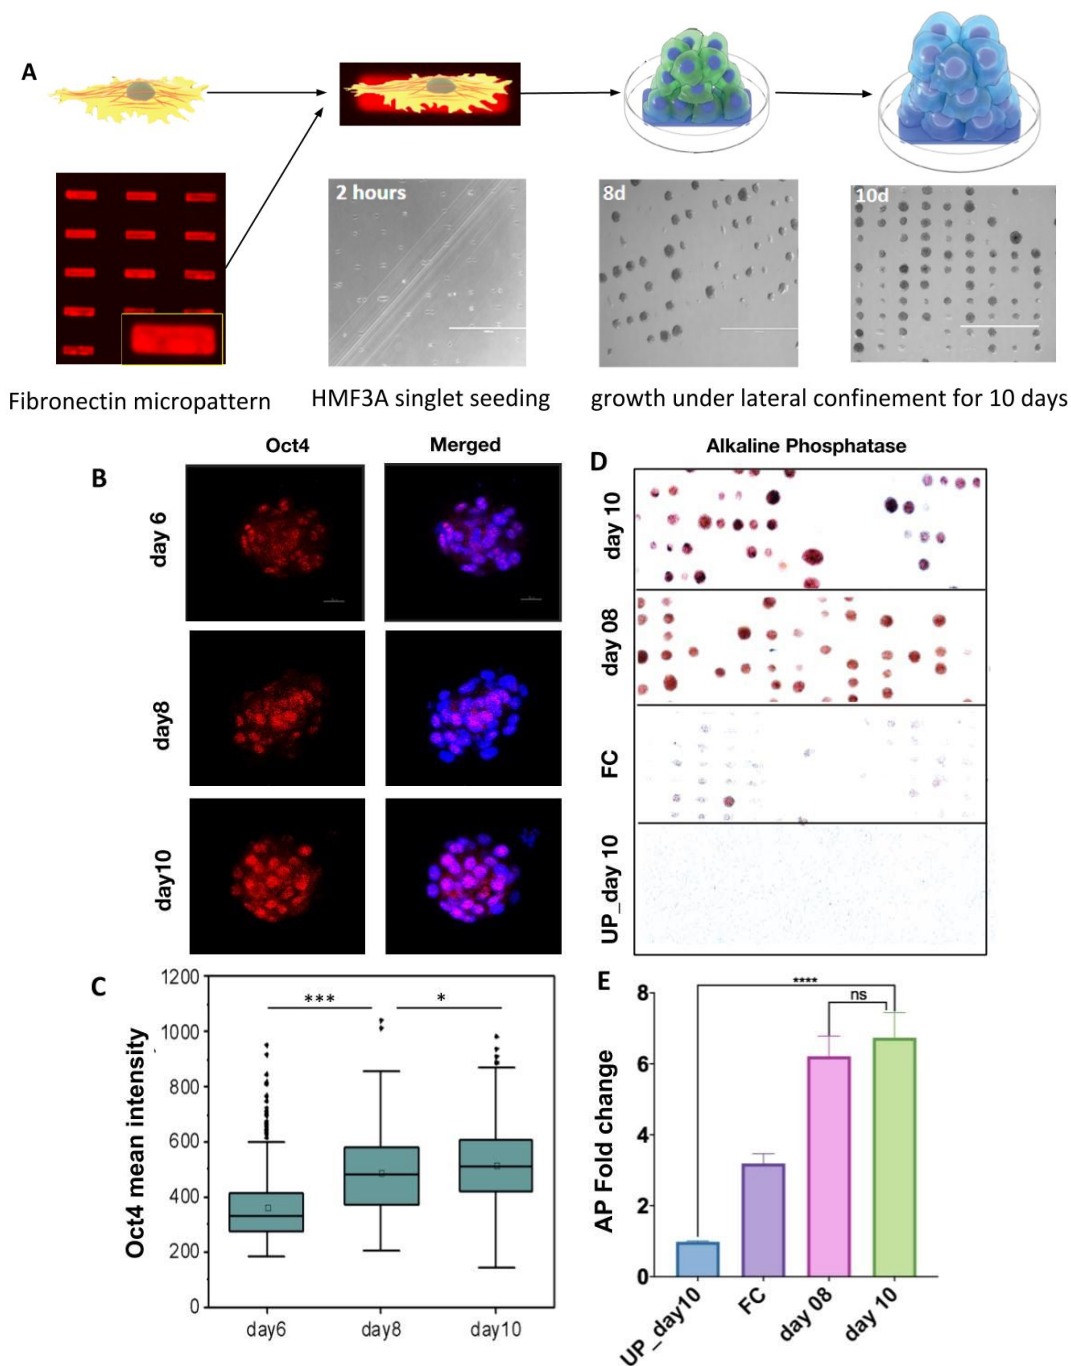 A
2 hours
8d
10d
Fibronectin micropattern
HMF3A singlet seeding
growth under lateral confinement for 10 days
B
Oct4
Merged
day 6
day8
day10
D
Alkaline Phosphatase
day 10
day 08
FC
UP_day 10
C
Oct4 mean intensity
1200
1000
800
600
400
200
0
***
*
day6
day8
day10
E
AP Fold change
8
6
4
2
0
****
ns
UP_day10
FC
day 08
day 10